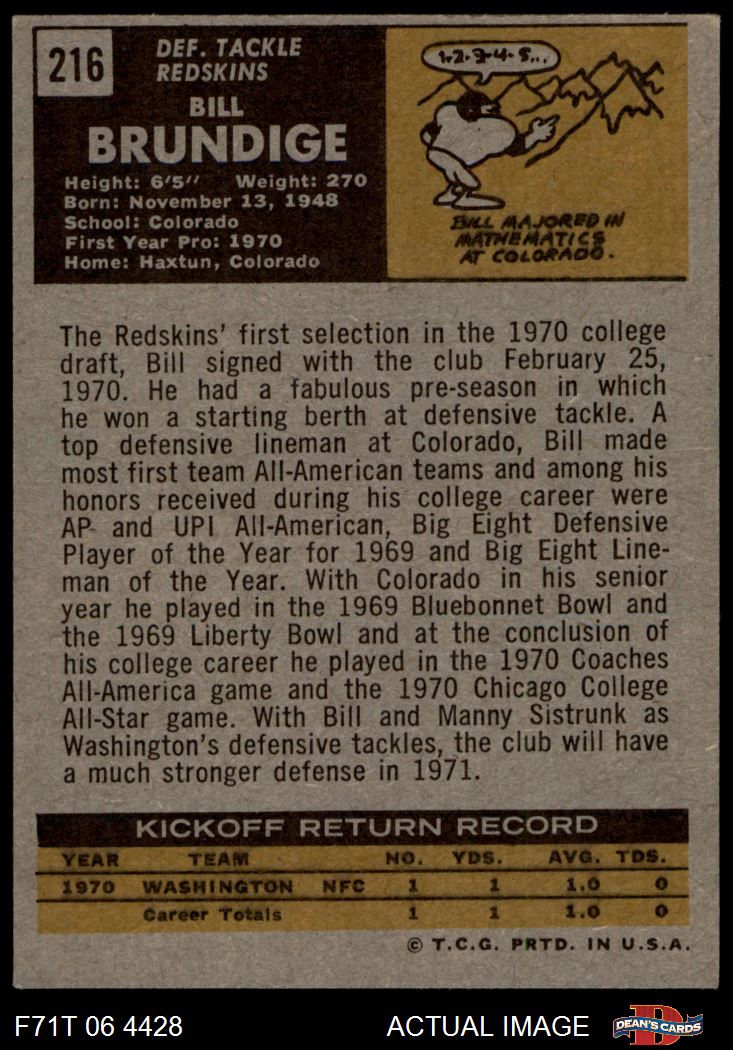 216
DEF. TACKLE
REDSKINS
BILL
BRUNDIGE
Height: 6'5" Weight: 270
Born: November 13, 1948
School: Colorado
First Year Pro: 1970
Home: Haxtun, Colorado
1-2-3-4-5...
BILL MAJORED IN
MATHEMATICS
AT COLORADO.
The Redskins' first selection in the 1970 college
draft, Bill signed with the club February 25,
1970. He had a fabulous pre-season in which
he won a starting berth at defensive tackle. A
top defensive lineman at Colorado, Bill made
most first team All-American teams and among his
honors received during his college career were
AP and UPI All-American, Big Eight Defensive
Player of the Year for 1969 and Big Eight Line-
man of the Year. With Colorado in his senior
year he played in the 1969 Bluebonnet Bowl and
the 1969 Liberty Bowl and at the conclusion of
his college career he played in the 1970 Coaches
All-America game and the 1970 Chicago College
All-Star game. With Bill and Manny Sistrunk as
Washington's defensive tackles, the club will have
a much stronger defense in 1971.
KICKOFF RETURN RECORD
YEAR TEAM NO. YDS. AVG. TDS.
1970 WASHINGTON NFC 1 1 1.0 0
Career Totals 1 1 1.0 0
© T.C.G. PRTD. IN U.S.A.
F71T 06 4428 ACTUAL IMAGE D DEAN'S CARDS